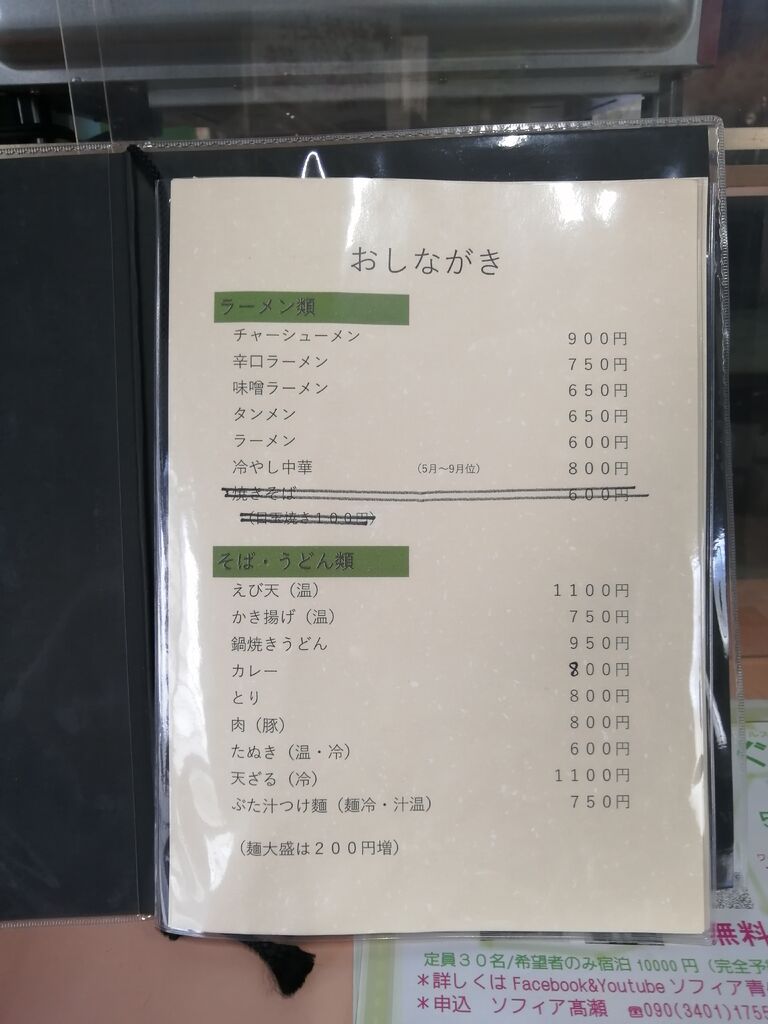 おしながき
ラーメン類
チャーシューメン 900円
辛口ラーメン 750円
味噌ラーメン 650円
タンメン 650円
ラーメン 600円
冷やし中華 (5月～9月位) 800円
焼きそば 600円
（目玉焼き100円）
そば・うどん類
えび天（温） 1100円
かき揚げ（温） 750円
鍋焼きうどん 950円
カレー 800円
とり 800円
肉（豚） 800円
たぬき（温・冷） 600円
天ざる（冷） 1100円
ぶた汁つけ麺（麺冷・汁温） 750円
（麺大盛は200円増）
無料
定員30名/希望者のみ宿泊 10000円（完全予
＊詳しくは Facebook&Youtube ソフィア青
＊申込 ソフィア髙瀬 ☎090(3401)1755